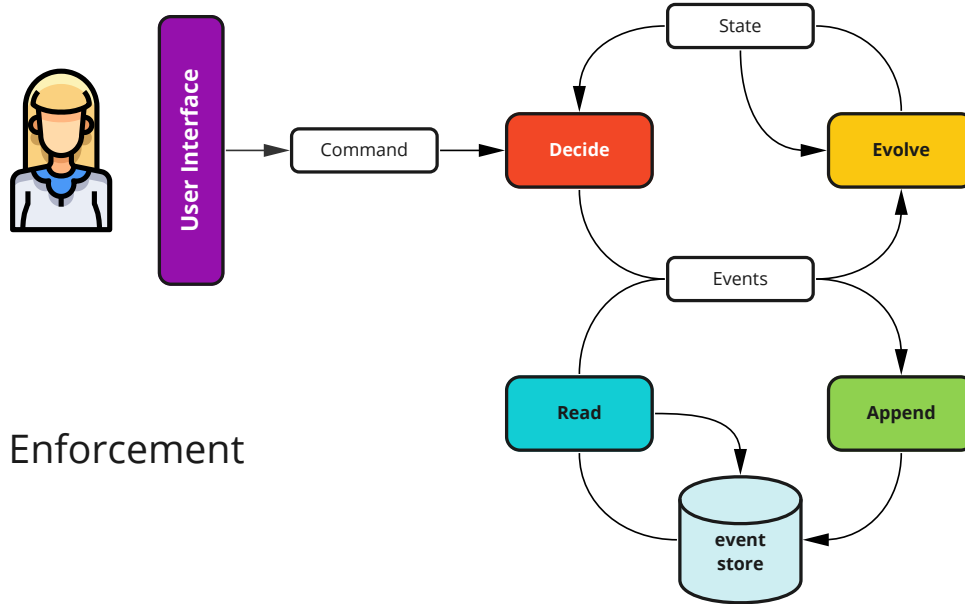 State
User Interface
Command
Decide
Evolve
Events
Read
Append
Enforcement
event
store